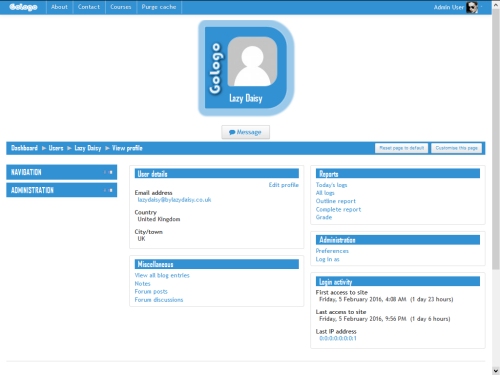 GoLogo
About
Contact
Courses
Purge cache
Admin User
GoLogo
Lazy Daisy
Message
Dashboard ▶ Users ▶ Lazy Daisy ▶ View profile
Reset page to default
Customise this page
NAVIGATION
ADMINISTRATION
User details
Edit profile
Email address
lazydaisy@bylazydaisy.co.uk
Country
United Kingdom
City/town
UK
Miscellaneous
View all blog entries
Notes
Forum posts
Forum discussions
Reports
Today's logs
All logs
Outline report
Complete report
Grade
Administration
Preferences
Log in as
Login activity
First access to site
Friday, 5 February 2016, 4:08 AM (1 day 23 hours)
Last access to site
Friday, 5 February 2016, 9:56 PM (1 day 6 hours)
Last IP address
0:0:0:0:0:0:0:1